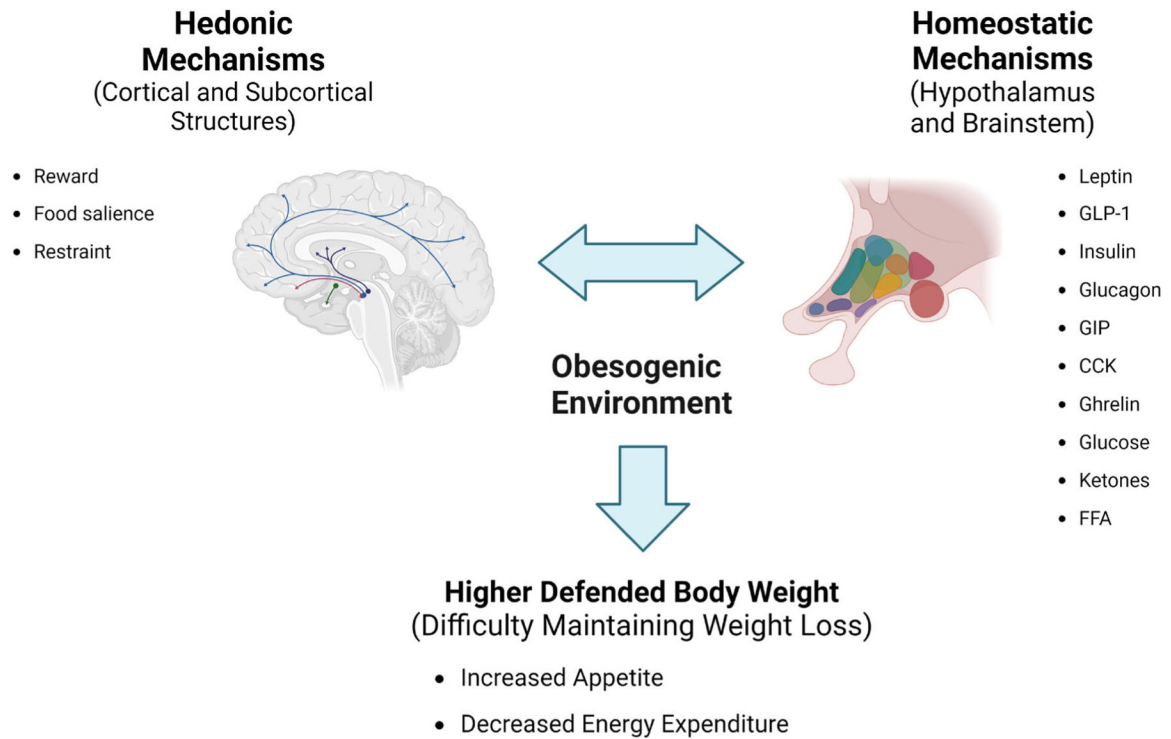 Hedonic
Mechanisms
(Cortical and Subcortical
Structures)
• Reward
• Food salience
• Restraint
Homeostatic
Mechanisms
(Hypothalamus
and Brainstem)
• Leptin
• GLP-1
• Insulin
• Glucagon
• GIP
• CCK
• Ghrelin
• Glucose
• Ketones
• FFA
Obesogenic
Environment
Higher Defended Body Weight
(Difficulty Maintaining Weight Loss)
• Increased Appetite
• Decreased Energy Expenditure